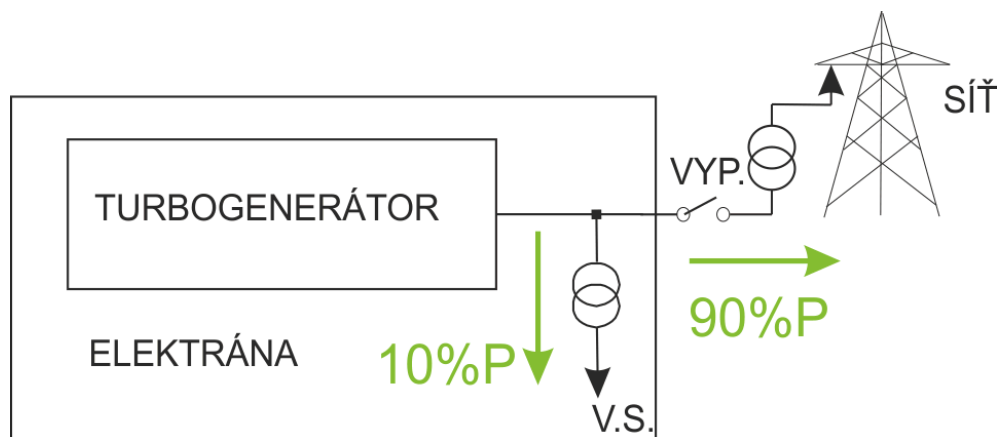 SÍŤ
VYP.
TURBOGENERÁTOR
90%P
ELEKTRÁNA
10%P
V.S.